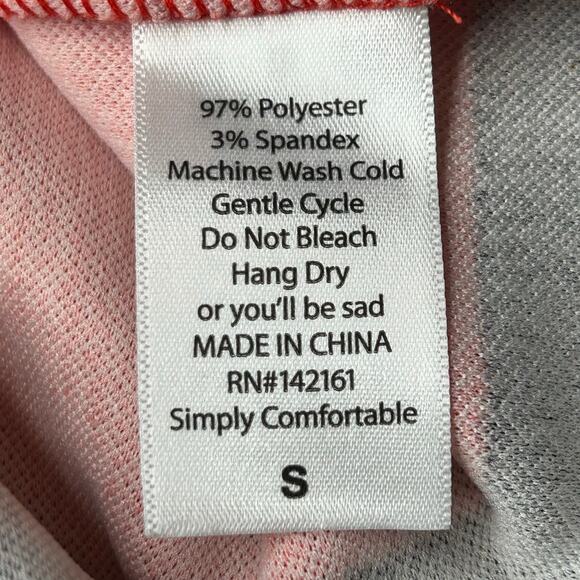 97% Polyester
3% Spandex
Machine Wash Cold
Gentle Cycle
Do Not Bleach
Hang Dry
or you'll be sad
MADE IN CHINA
RN#142161
Simply Comfortable
S